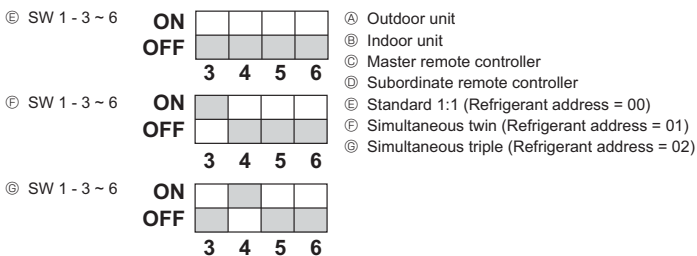 Ⓔ SW 1 - 3 ~ 6
ON
OFF
3 4 5 6
Ⓕ SW 1 - 3 ~ 6
ON
OFF
3 4 5 6
Ⓖ SW 1 - 3 ~ 6
ON
OFF
3 4 5 6
Ⓐ Outdoor unit
Ⓑ Indoor unit
Ⓒ Master remote controller
Ⓓ Subordinate remote controller
Ⓔ Standard 1:1 (Refrigerant address = 00)
Ⓕ Simultaneous twin (Refrigerant address = 01)
Ⓖ Simultaneous triple (Refrigerant address = 02)